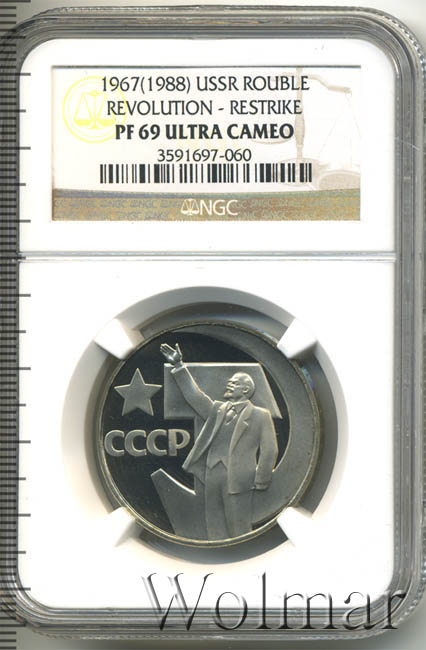 1967(1988) USSR ROUBLE
REVOLUTION - RESTRIKE
PF 69 ULTRA CAMEO
3591697-060
NGC
СССР
Wolmar